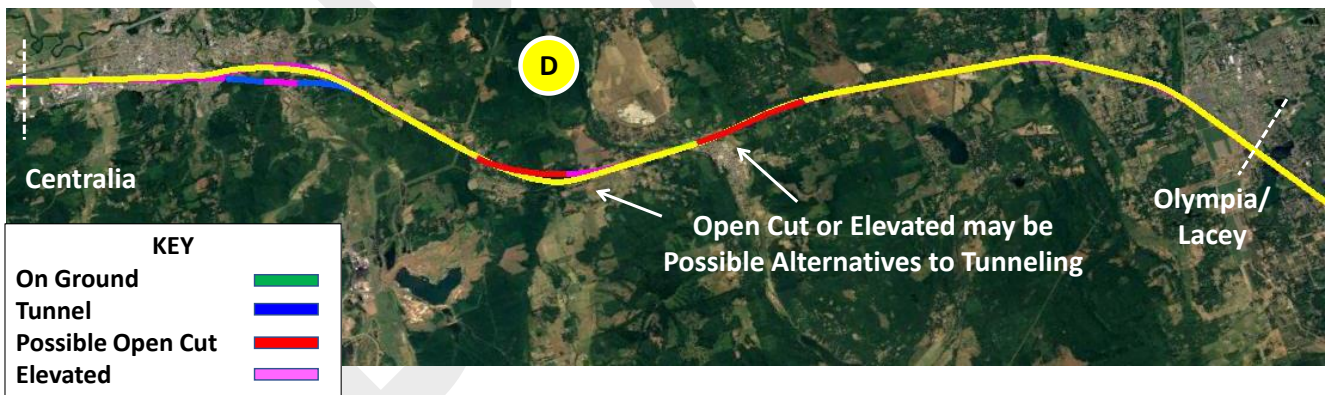 D
Centralia
Open Cut or Elevated may be
Possible Alternatives to Tunneling
Olympia/
Lacey
KEY
On Ground
Tunnel
Possible Open Cut
Elevated